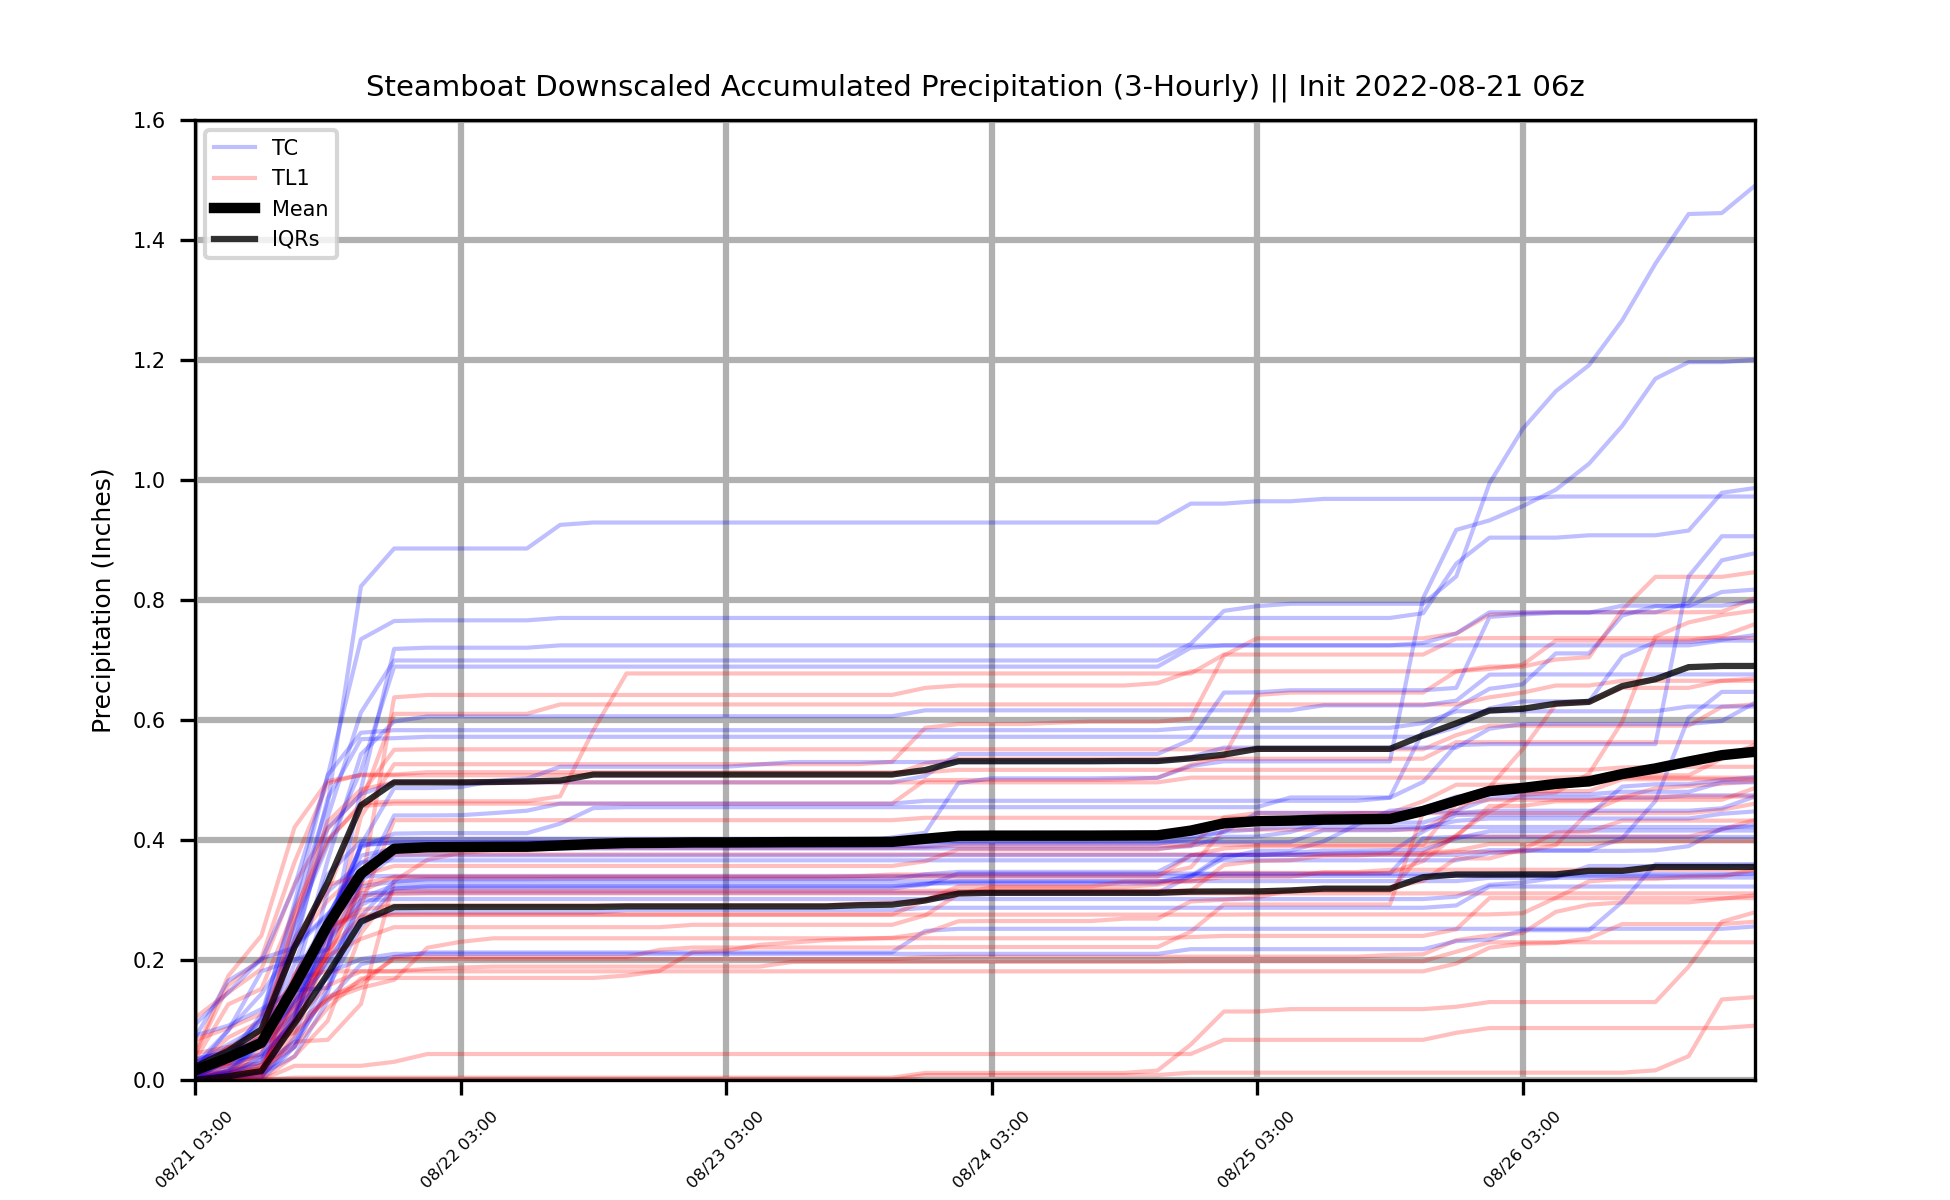 Steamboat Downscaled Accumulated Precipitation (3-Hourly) || Init 2022-08-21 06z
TC
TL1
Mean
IQRs
Precipitation (Inches)
1.6
1.4
1.2
1.0
0.8
0.6
0.4
0.2
0.0
08/21 03:00
08/22 03:00
08/23 03:00
08/24 03:00
08/25 03:00
08/26 03:00